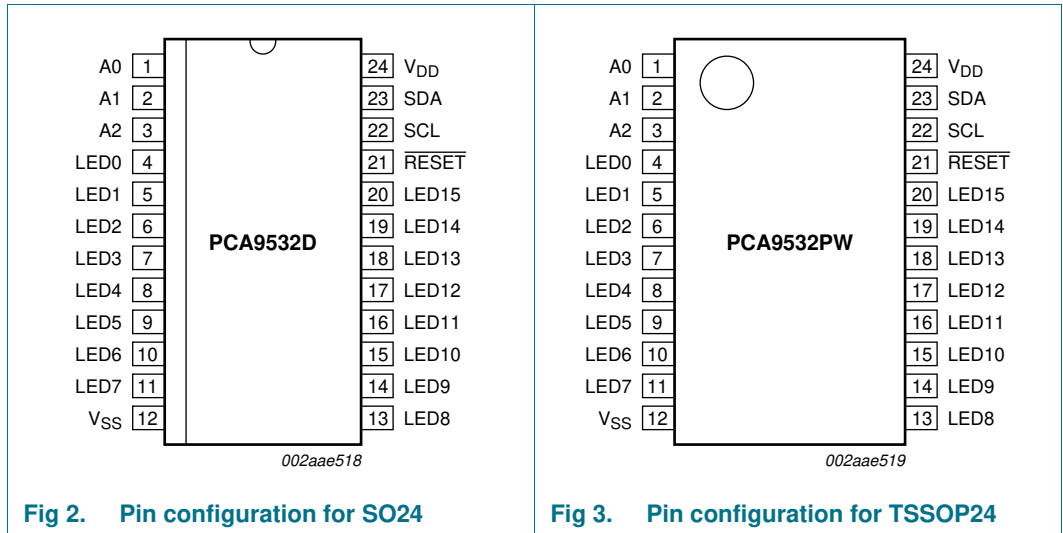 A0 1 24 VDD
A1 2 23 SDA
A2 3 22 SCL
LED0 4 21 RESET
LED1 5 20 LED15
LED2 6 19 LED14
LED3 7 18 LED13
LED4 8 17 LED12
LED5 9 16 LED11
LED6 10 15 LED10
LED7 11 14 LED9
VSS 12 13 LED8
PCA9532D
002aae518
Fig 2. Pin configuration for SO24
A0 1 24 VDD
A1 2 23 SDA
A2 3 22 SCL
LED0 4 21 RESET
LED1 5 20 LED15
LED2 6 19 LED14
LED3 7 18 LED13
LED4 8 17 LED12
LED5 9 16 LED11
LED6 10 15 LED10
LED7 11 14 LED9
VSS 12 13 LED8
PCA9532PW
002aae519
Fig 3. Pin configuration for TSSOP24